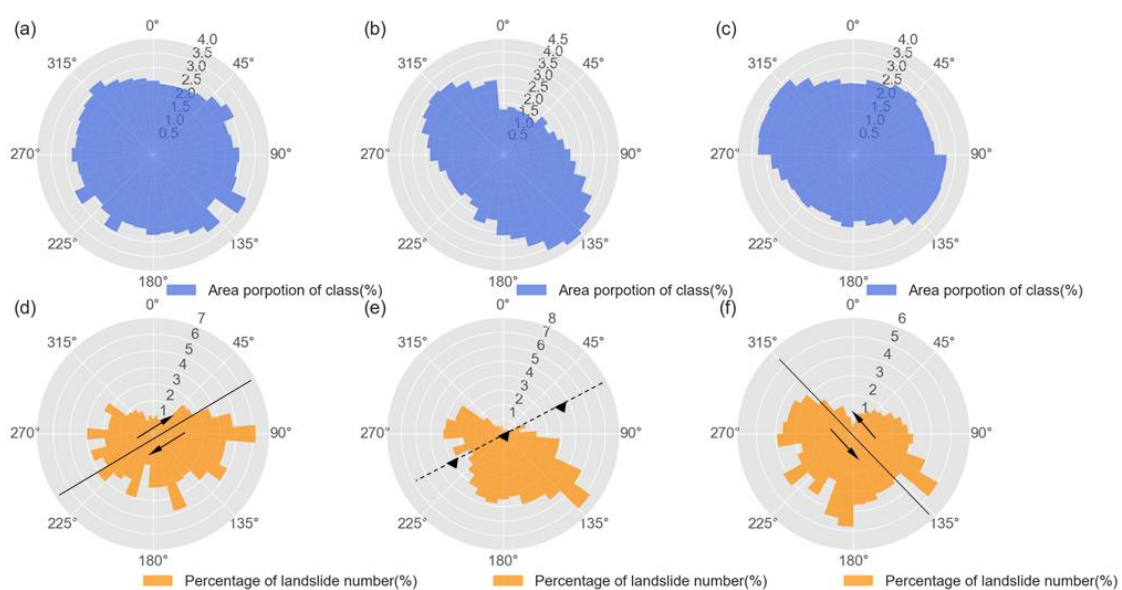 (a) 0° (b) 0° (c) 0°
315° 45° 315° 45° 315° 45°
4.0 4.5 4.0
3.5 4.0 3.5
3.0 3.5 3.0
2.5 3.0 2.5
2.0 2.5 2.0
1.5 2.0 1.5
1.0 1.5 1.0
0.5 1.0 0.5
0.5
270° 90° 270° 90° 270° 90°
225° 135° 225° 135° 225° 135°
180° 180° 180°
Area porpotion of class(%) Area porpotion of class(%) Area porpotion of class(%)
(d) 0° (e) 0° (f) 0°
315° 45° 315° 45° 315° 45°
7 8 6
6 7 5
5 6 4
4 5 3
3 4 2
2 3 1
1 2
1
270° 90° 270° 90° 270° 90°
225° 135° 225° 135° 225° 135°
180° 180° 180°
Percentage of landslide number(%) Percentage of landslide number(%) Percentage of landslide number(%)